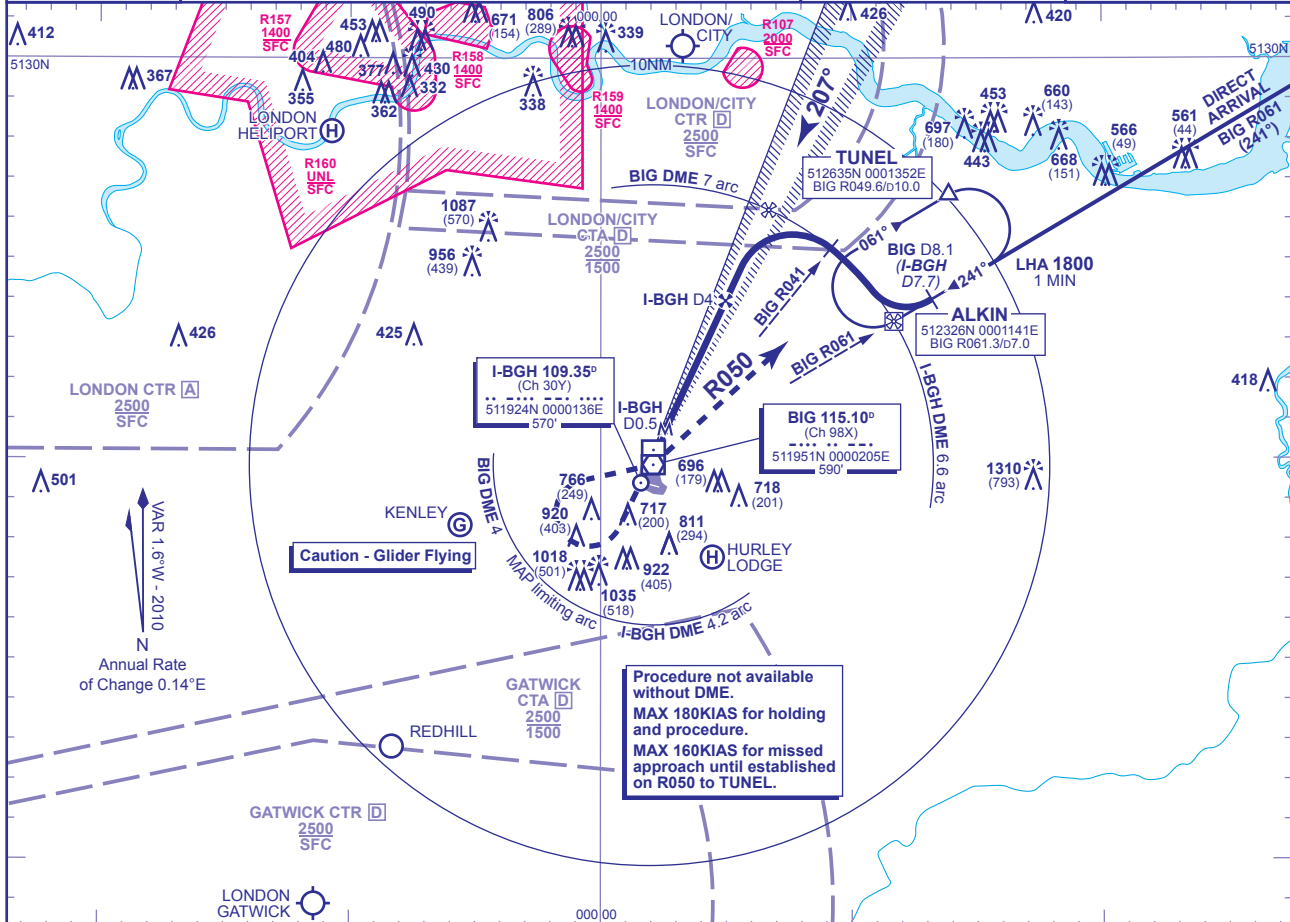 412
5130N
367
R157
1400
SFC
453
490
671
(154)
480
404
377
430
332
355
362
R158
1400
SFC
LONDON
HELIPORT
H
R160
UNL
SFC
806
(289)
000 00
339
338
10NM
LONDON/
CITY
R107
2000
SFC
426
420
5130N
R159
1400
SFC
LONDON/CITY
CTR D
2500
SFC
207°
453
697
(180)
443
660
(143)
668
(151)
566
(49)
561
(44)
DIRECT
ARRIVAL
BIG R061
(241°)
TUNEL
512635N 0001352E
BIG R049.6/D10.0
BIG DME 7 arc
1087
(570)
956
(439)
LONDON/CITY
CTA D
2500
1500
061°
BIG D8.1
(I-BGH
D7.7)
241°
LHA 1800
1 MIN
I-BGH D4
BIG R041
ALKIN
512326N 0001141E
BIG R061.3/D7.0
BIG R061
R050
426
425
418
LONDON CTR A
2500
SFC
I-BGH 109.35D
(Ch 30Y)
511924N 0000136E
570'
I-BGH
D0.5
BIG 115.10D
(Ch 98X)
511951N 0000205E
590'
I-BGH DME 6.6 arc
501
1310
(793)
BIG DME 4
766
(249)
696
(179)
718
(201)
KENLEY
G
920
(403)
717
(200)
811
(294)
Caution - Glider Flying
H
HURLEY
LODGE
1018
(501)
922
(405)
1035
(518)
MAP limiting arc
I-BGH DME 4.2 arc
VAR 1.6°W - 2010
N
Annual Rate
of Change 0.14°E
GATWICK
CTA D
2500
1500
Procedure not available
without DME.
MAX 180KIAS for holding
and procedure.
MAX 160KIAS for missed
approach until established
on R050 to TUNEL.
REDHILL
GATWICK CTR D
2500
SFC
LONDON
GATWICK
000 00